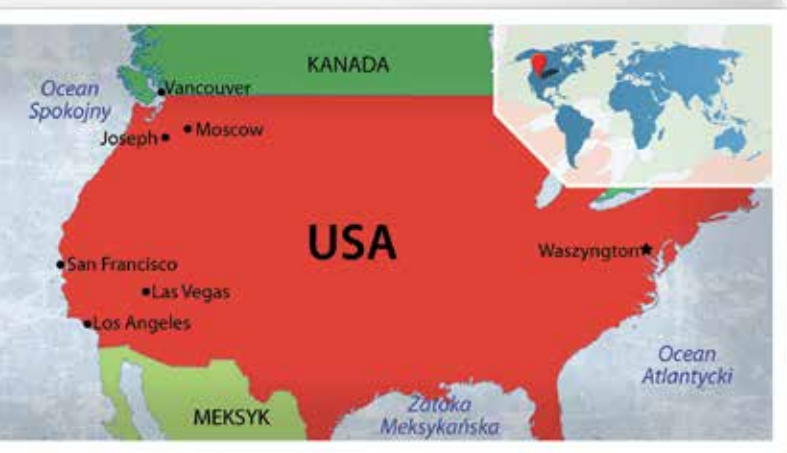 KANADA
Ocean
Spokojny
Vancouver
Moscow
Joseph
USA
Waszyngton
San Francisco
Las Vegas
Los Angeles
Ocean
Atlantycki
MEKSYK
Zatoka
Meksykańska